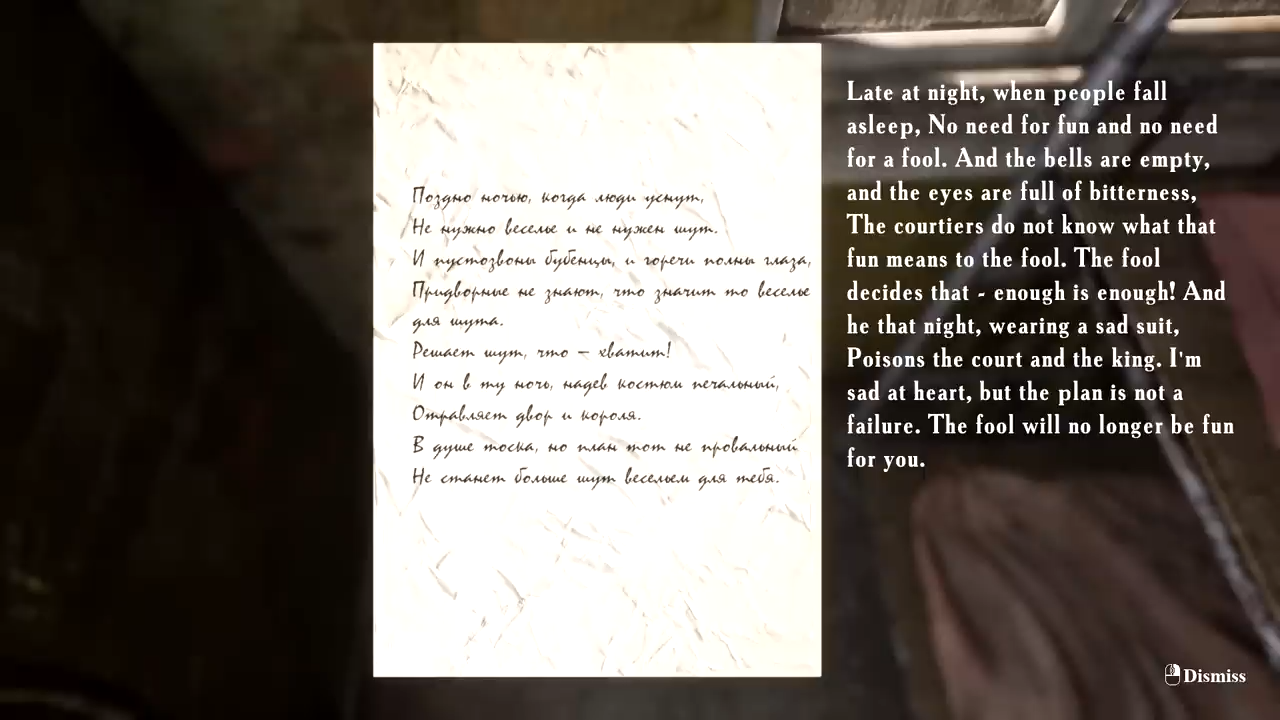 Поздно ночью, когда люди уснут,
Не нужно веселье и не нужен шут.
И пустозвоны бубенцы, и горечи полны глаза,
Придворные не знают, что значит то веселье
для шута.
Решает шут, что – хватит!
И он в ту ночь, надев костюм печальный,
Отравляет двор и короля.
В душе тоска, но план тот не провальный
Не станет больше шут весельем для тебя.
Late at night, when people fall
asleep, No need for fun and no need
for a fool. And the bells are empty,
and the eyes are full of bitterness,
The courtiers do not know what that
fun means to the fool. The fool
decides that - enough is enough! And
he that night, wearing a sad suit,
Poisons the court and the king. I'm
sad at heart, but the plan is not a
failure. The fool will no longer be fun
for you.
Dismiss